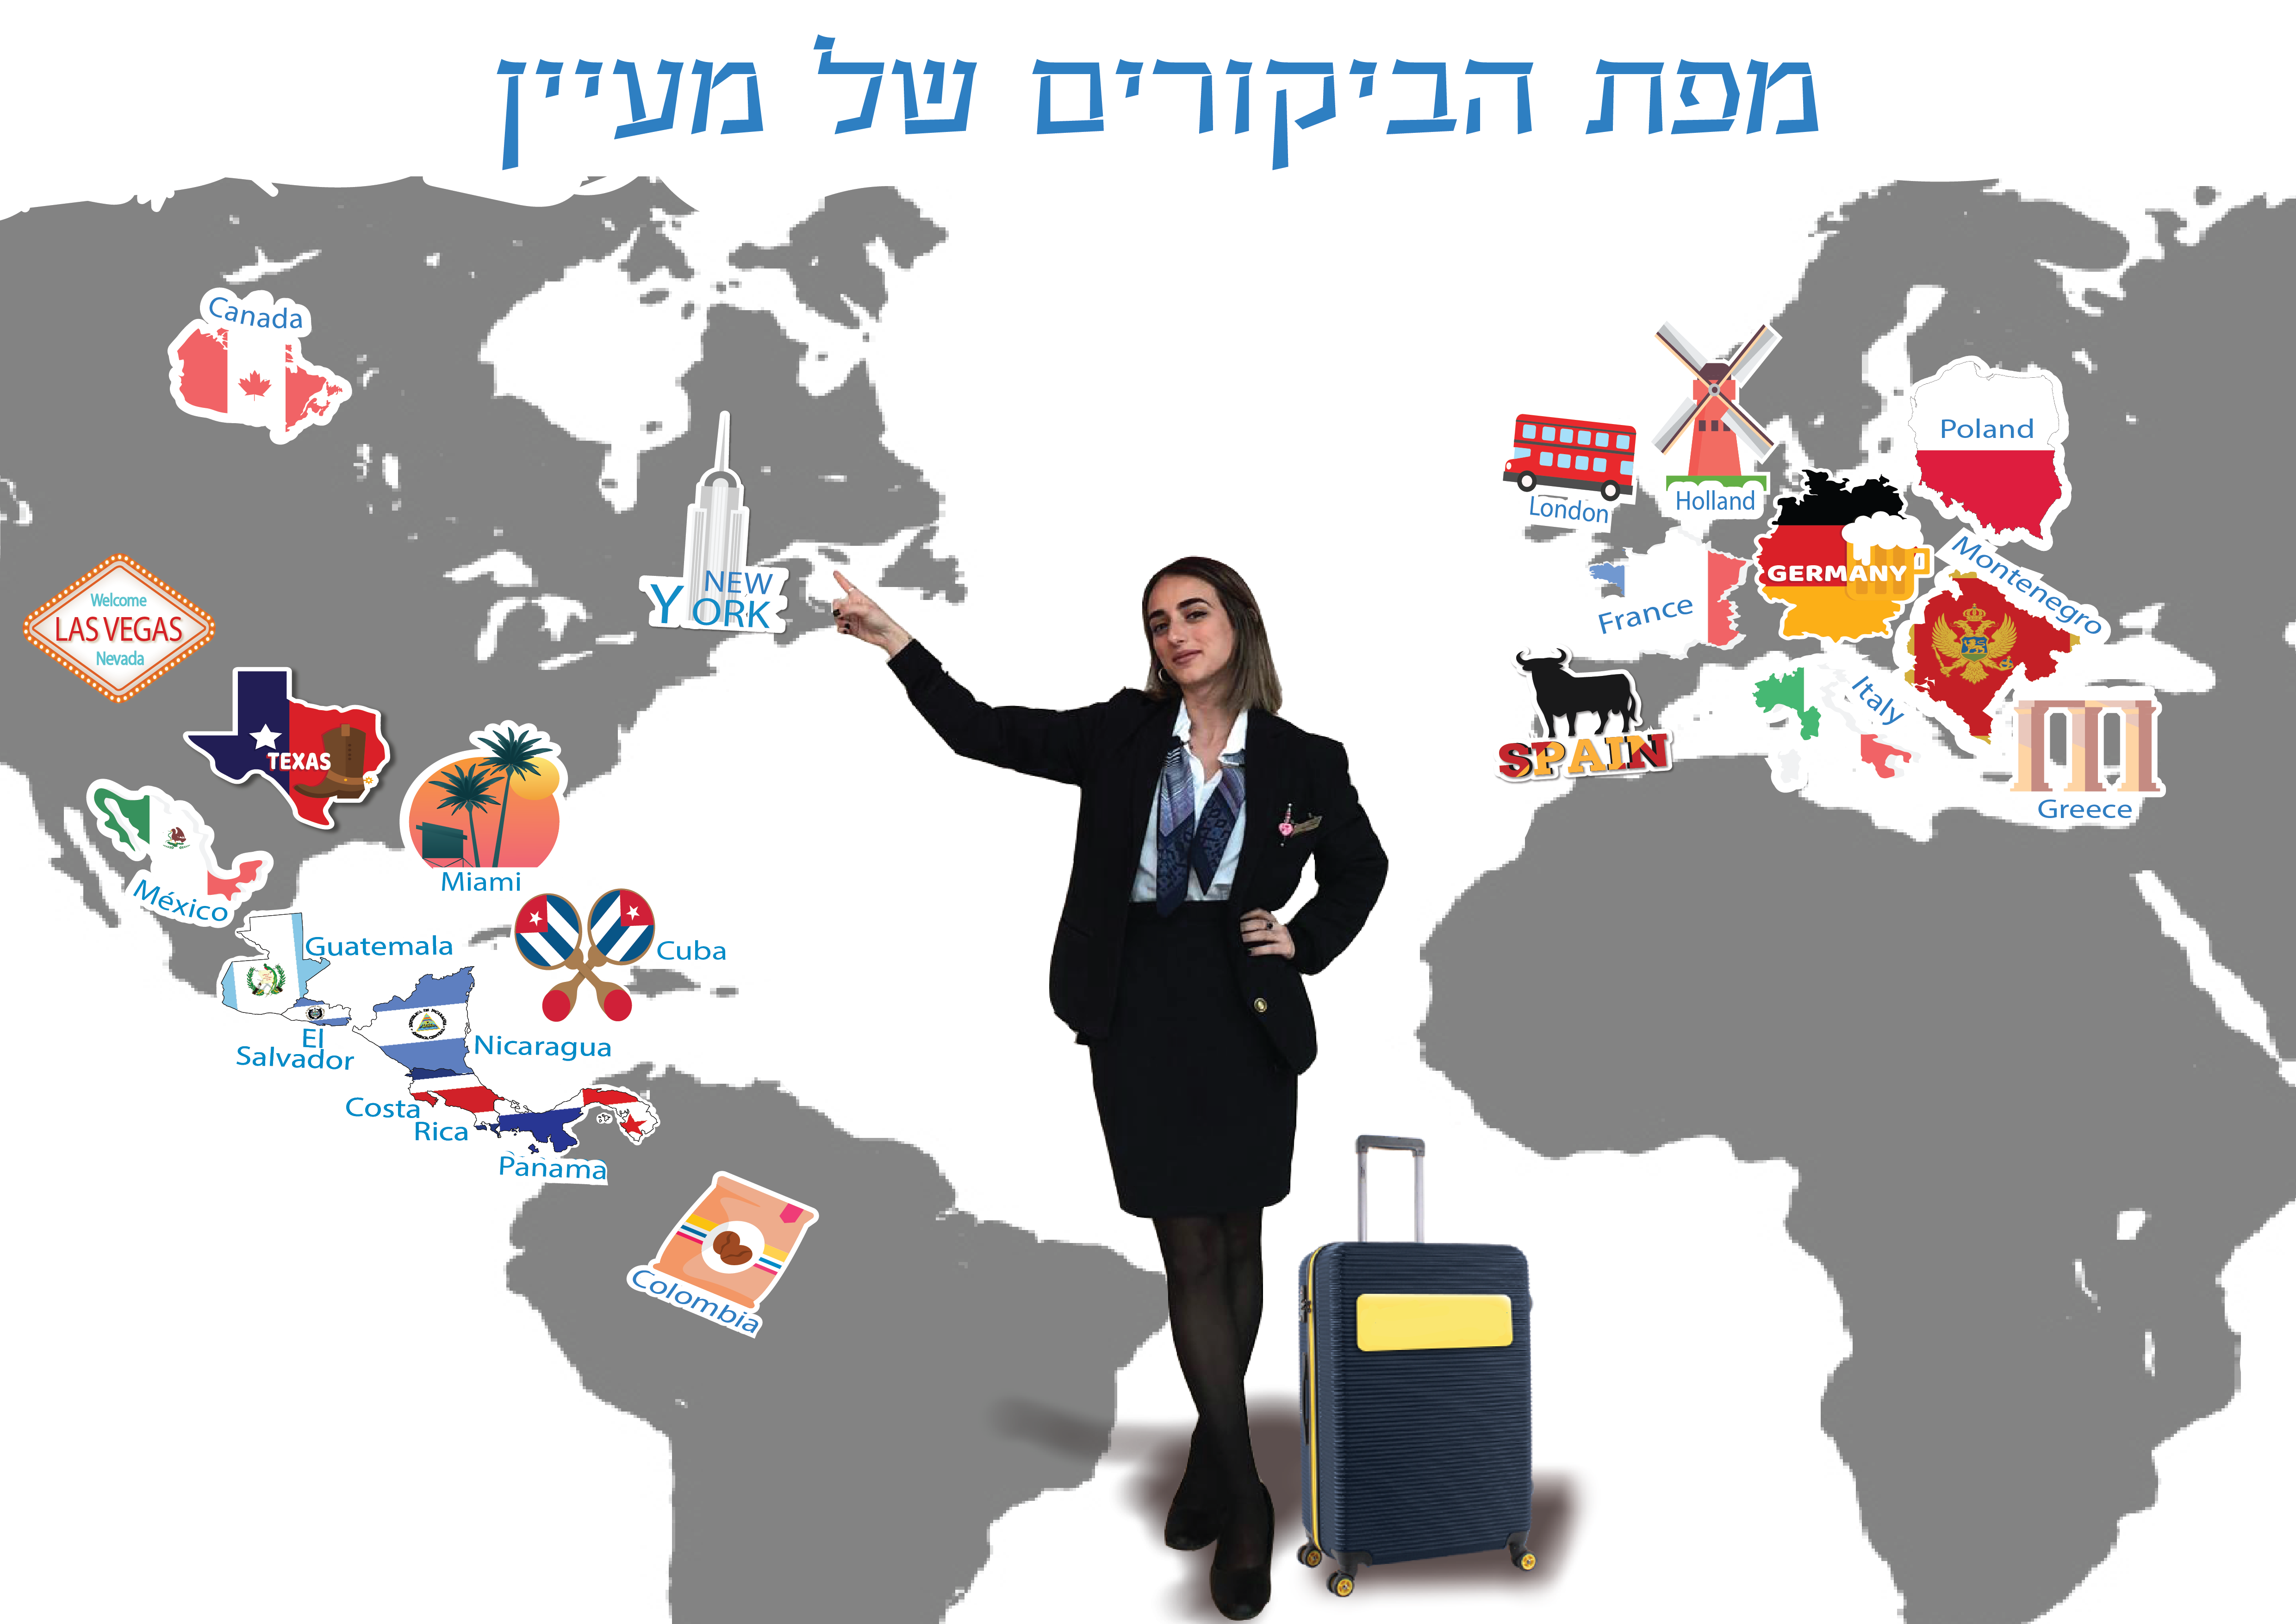 מפת הביקורים של מעיין
Canada
NEW
YORK
Welcome
LAS VEGAS
Nevada
TEXAS
Miami
México
Guatemala
El
Salvador
Cuba
Nicaragua
Costa
Rica
Panama
Colombia
London
Holland
Poland
GERMANY
France
Montenegro
SPAIN
Italy
Greece